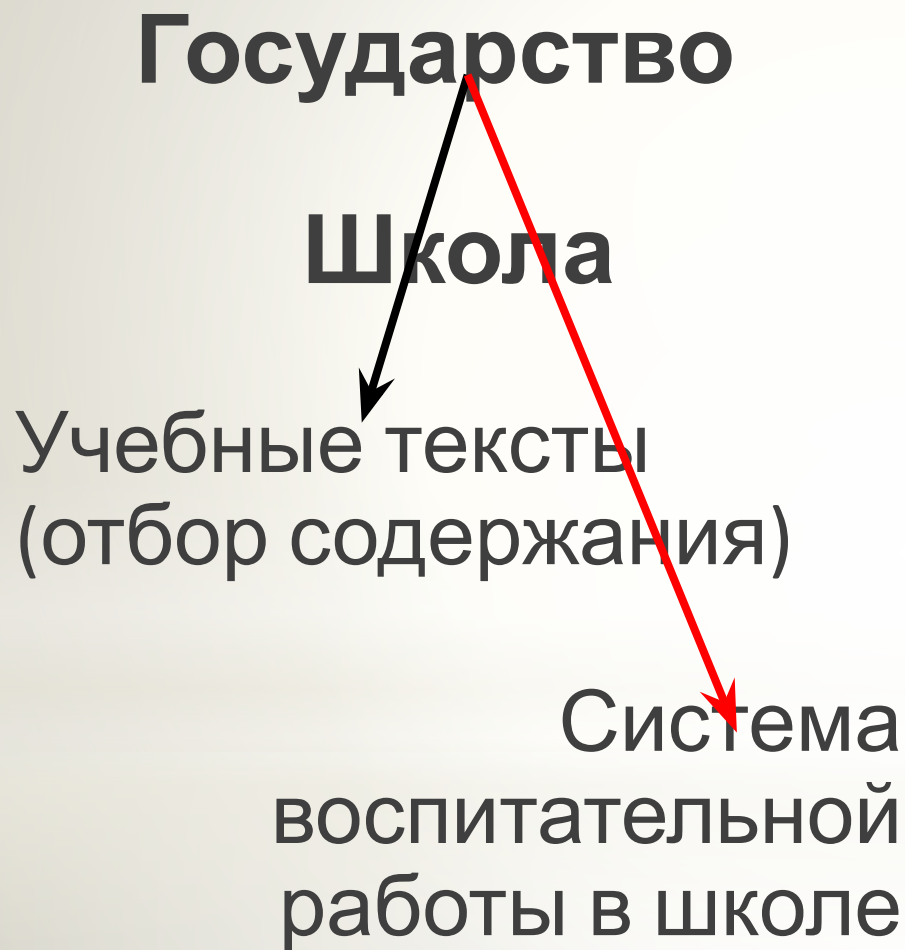 Государство
Школа
Учебные тексты
(отбор содержания)
Система
воспитательной
работы в школе